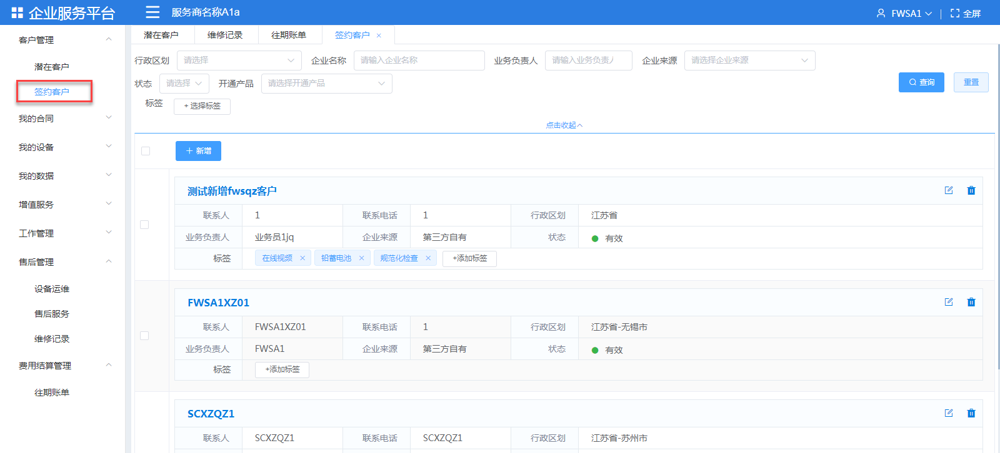 企业服务平台
服务商名称A1a
FWSA1
全屏
客户管理
潜在客户
签约客户
我的合同
我的设备
我的数据
增值服务
工作管理
售后管理
设备运维
售后服务
维修记录
费用结算管理
往期账单
潜在客户 维修记录 往期账单 签约客户 ×
行政区划 请选择 企业名称 请输入企业名称 业务负责人 请输入业务负责人 企业来源 请选择企业来源
状态 请选择 开通产品 请选择开通产品 查询 重置
标签 + 选择标签
点击收起
+ 新增
测试新增fwsqz客户
联系人 1 联系电话 1 行政区划 江苏省
业务负责人 业务员1jq 企业来源 第三方自有 状态 有效
标签 在线视频 × 铅蓄电池 × 规范化检查 × +添加标签
FWSA1XZ01
联系人 FWSA1XZ01 联系电话 1 行政区划 江苏省-无锡市
业务负责人 FWSA1 企业来源 第三方自有 状态 有效
标签 +添加标签
SCXZQZ1
联系人 SCXZQZ1 联系电话 SCXZQZ1 行政区划 江苏省-苏州市